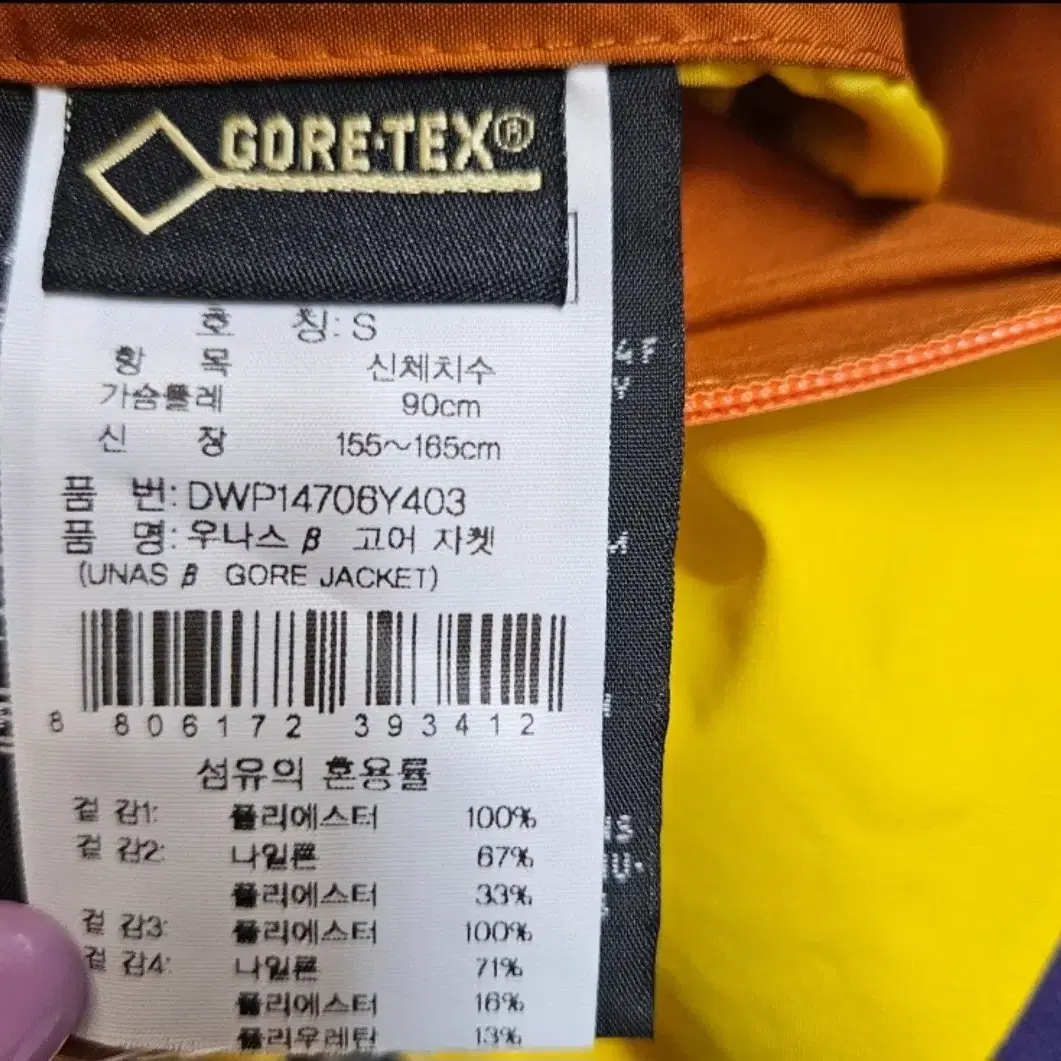 GORE-TEX®
호 칭: S
항 목 신체치수
가슴둘레 90cm
신 장 155~165cm
품 번: DWP14706Y403
품 명: 우나스 β 고어 자켓
(UNAS β GORE JACKET)
8 806172 393412
섬유의 혼용률
겉 감1: 폴리에스터 100%
겉 감2: 나일론 67%
폴리에스터 33%
겉 감3: 폴리에스터 100%
겉 감4: 나일론 71%
폴리에스터 16%
폴리우레탄 13%